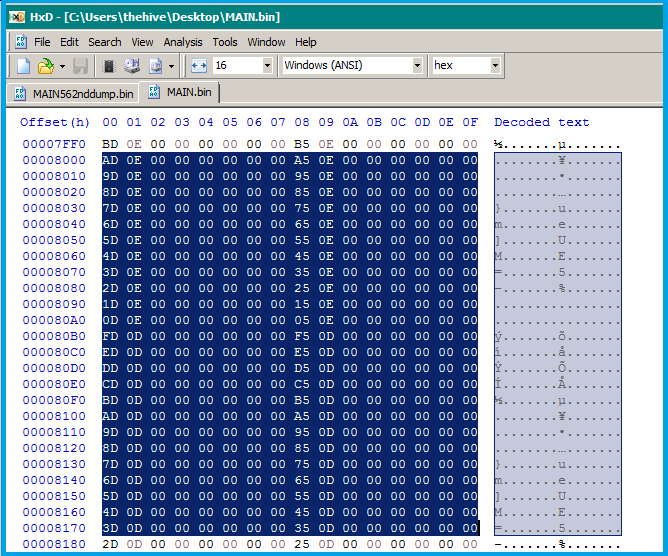 HxD - [C:\Users\thehive\Desktop\MAIN.bin]
File Edit Search View Analysis Tools Window Help
16 Windows (ANSI) hex
MAIN562nddump.bin MAIN.bin
Offset(h) 00 01 02 03 04 05 06 07 08 09 0A 0B 0C 0D 0E 0F Decoded text
00007FF0 BD 0E 00 00 00 00 00 00 B5 0E 00 00 00 00 00 00 ½.......µ.......
00008000 AD 0E 00 00 00 00 00 00 A5 0E 00 00 00 00 00 00 ........¥.......
00008010 9D 0E 00 00 00 00 00 00 95 0E 00 00 00 00 00 00 ........•.......
00008020 8D 0E 00 00 00 00 00 00 85 0E 00 00 00 00 00 00 ........….......
00008030 7D 0E 00 00 00 00 00 00 75 0E 00 00 00 00 00 00 }.......u.......
00008040 6D 0E 00 00 00 00 00 00 65 0E 00 00 00 00 00 00 m.......e.......
00008050 5D 0E 00 00 00 00 00 00 55 0E 00 00 00 00 00 00 ].......U.......
00008060 4D 0E 00 00 00 00 00 00 45 0E 00 00 00 00 00 00 M.......E.......
00008070 3D 0E 00 00 00 00 00 00 35 0E 00 00 00 00 00 00 =.......5.......
00008080 2D 0E 00 00 00 00 00 00 25 0E 00 00 00 00 00 00 -.......%.......
00008090 1D 0E 00 00 00 00 00 00 15 0E 00 00 00 00 00 00 ................
000080A0 0D 0E 00 00 00 00 00 00 05 0E 00 00 00 00 00 00 ................
000080B0 FD 0D 00 00 00 00 00 00 F5 0D 00 00 00 00 00 00 ý.......õ.......
000080C0 ED 0D 00 00 00 00 00 00 E5 0D 00 00 00 00 00 00 í.......å.......
000080D0 DD 0D 00 00 00 00 00 00 D5 0D 00 00 00 00 00 00 Ý.......Õ.......
000080E0 CD 0D 00 00 00 00 00 00 C5 0D 00 00 00 00 00 00 Í.......Å.......
000080F0 BD 0D 00 00 00 00 00 00 B5 0D 00 00 00 00 00 00 ½.......µ.......
00008100 AD 0D 00 00 00 00 00 00 A5 0D 00 00 00 00 00 00 ........¥.......
00008110 9D 0D 00 00 00 00 00 00 95 0D 00 00 00 00 00 00 ........•.......
00008120 8D 0D 00 00 00 00 00 00 85 0D 00 00 00 00 00 00 ........….......
00008130 7D 0D 00 00 00 00 00 00 75 0D 00 00 00 00 00 00 }.......u.......
00008140 6D 0D 00 00 00 00 00 00 65 0D 00 00 00 00 00 00 m.......e.......
00008150 5D 0D 00 00 00 00 00 00 55 0D 00 00 00 00 00 00 ].......U.......
00008160 4D 0D 00 00 00 00 00 00 45 0D 00 00 00 00 00 00 M.......E.......
00008170 3D 0D 00 00 00 00 00 00 35 0D 00 00 00 00 00 00 =.......5.......
00008180 2D 0D 00 00 00 00 00 00 25 0D 00 00 00 00 00 00 -.......%.......